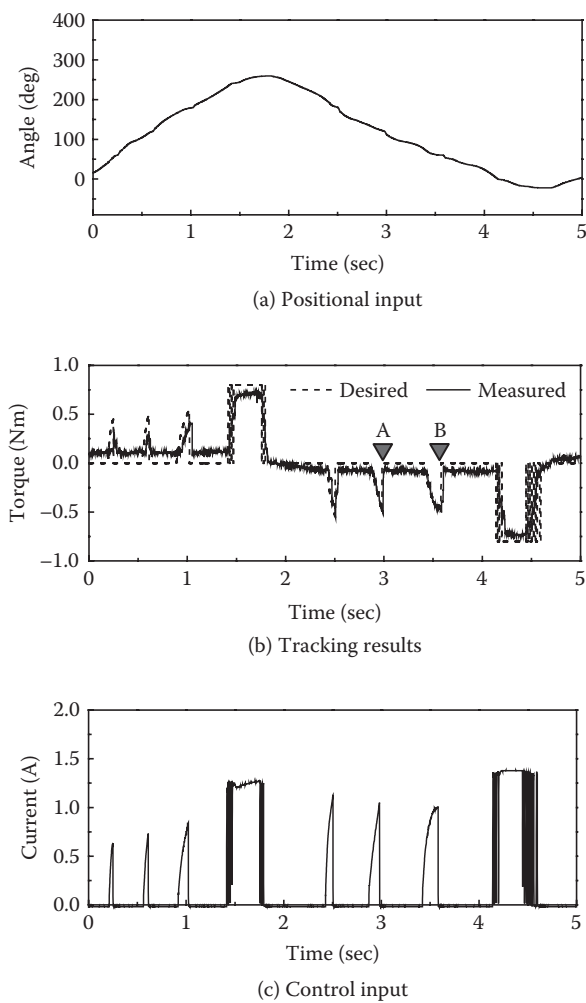 400
300
200
100
0
Angle (deg)
0 1 2 3 4 5
Time (sec)
(a) Positional input
1.0
0.5
0.0
−0.5
−1.0
Torque (Nm)
Desired Measured
A B
0 1 2 3 4 5
Time (sec)
(b) Tracking results
2.0
1.5
1.0
0.5
0.0
Current (A)
0 1 2 3 4 5
Time (sec)
(c) Control input